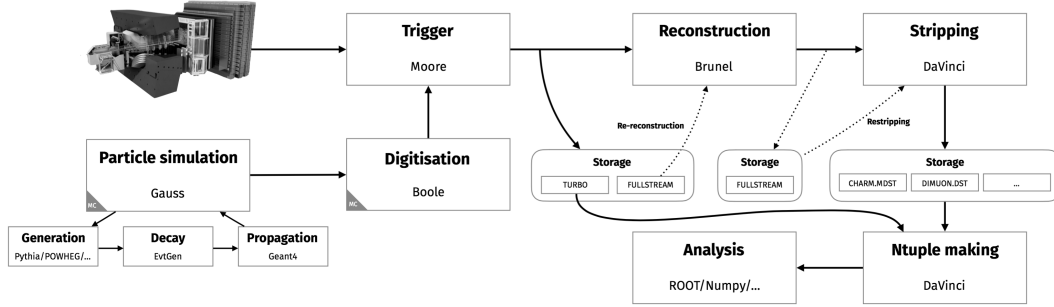 Trigger
Moore
Reconstruction
Brunel
Stripping
DaVinci
Re-reconstruction
Restripping
Particle simulation
Gauss
MC
Digitisation
Boole
MC
Storage
TURBO
FULLSTREAM
Storage
FULLSTREAM
Storage
CHARM.MDST
DIMUON.DST
...
Generation
Pythia/POWHEG/...
Decay
EvtGen
Propagation
Geant4
Analysis
ROOT/Numpy/...
Ntuple making
DaVinci